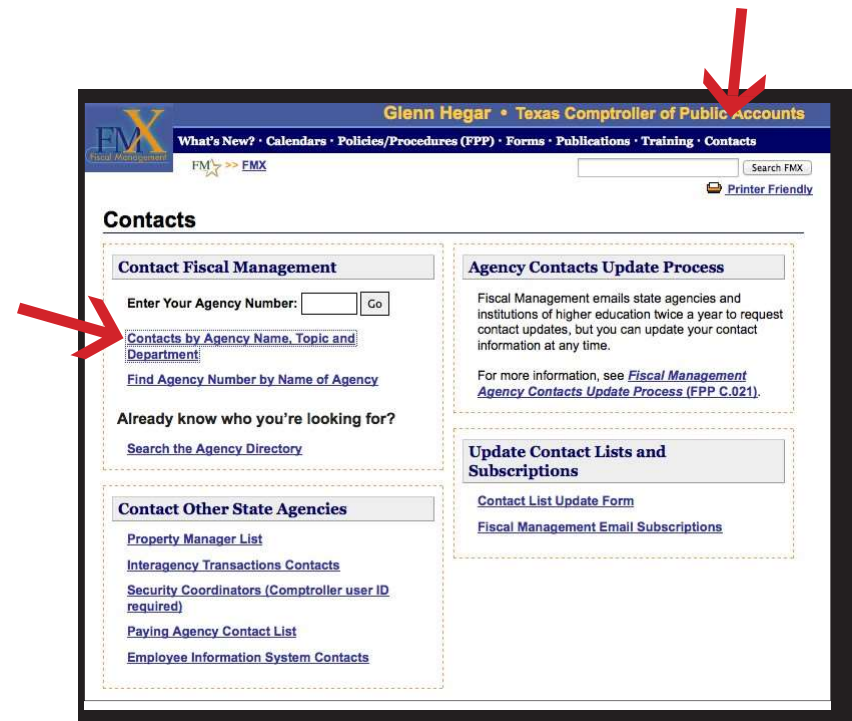 Glenn Hegar • Texas Comptroller of Public Accounts
FMX
Fiscal Management
What's New? · Calendars · Policies/Procedures (FPP) · Forms · Publications · Training · Contacts
FM >> FMX
Search FMX
Printer Friendly
Contacts
Contact Fiscal Management
Enter Your Agency Number:
Go
Contacts by Agency Name, Topic and
Department
Find Agency Number by Name of Agency
Already know who you're looking for?
Search the Agency Directory
Contact Other State Agencies
Property Manager List
Interagency Transactions Contacts
Security Coordinators (Comptroller user ID
required)
Paying Agency Contact List
Employee Information System Contacts
Agency Contacts Update Process
Fiscal Management emails state agencies and
institutions of higher education twice a year to request
contact updates, but you can update your contact
information at any time.
For more information, see Fiscal Management
Agency Contacts Update Process (FPP C.021).
Update Contact Lists and
Subscriptions
Contact List Update Form
Fiscal Management Email Subscriptions